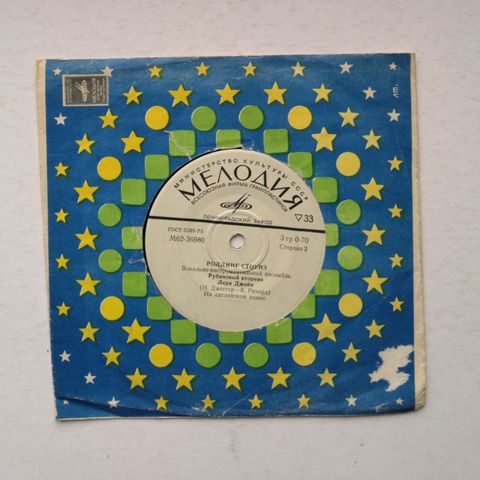 МЕЛОДИЯ
МИНИСТЕРСТВО КУЛЬТУРЫ СССР
МЕЛОДИЯ
ВСЕСОЮЗНАЯ ФИРМА ГРАМПЛАСТИНОК
ЛЕНИНГРАДСКИЙ ЗАВОД
33
ГОСТ 5289-73
М62-36980
3 гр 0-70
Сторона 2
РОЛЛИНГ СТОУНЗ
Вокально-инструментальный ансамбль
Рубиновый вторник
Леди Джейн
(М. Джеггер—К. Ричард)
На английском языке